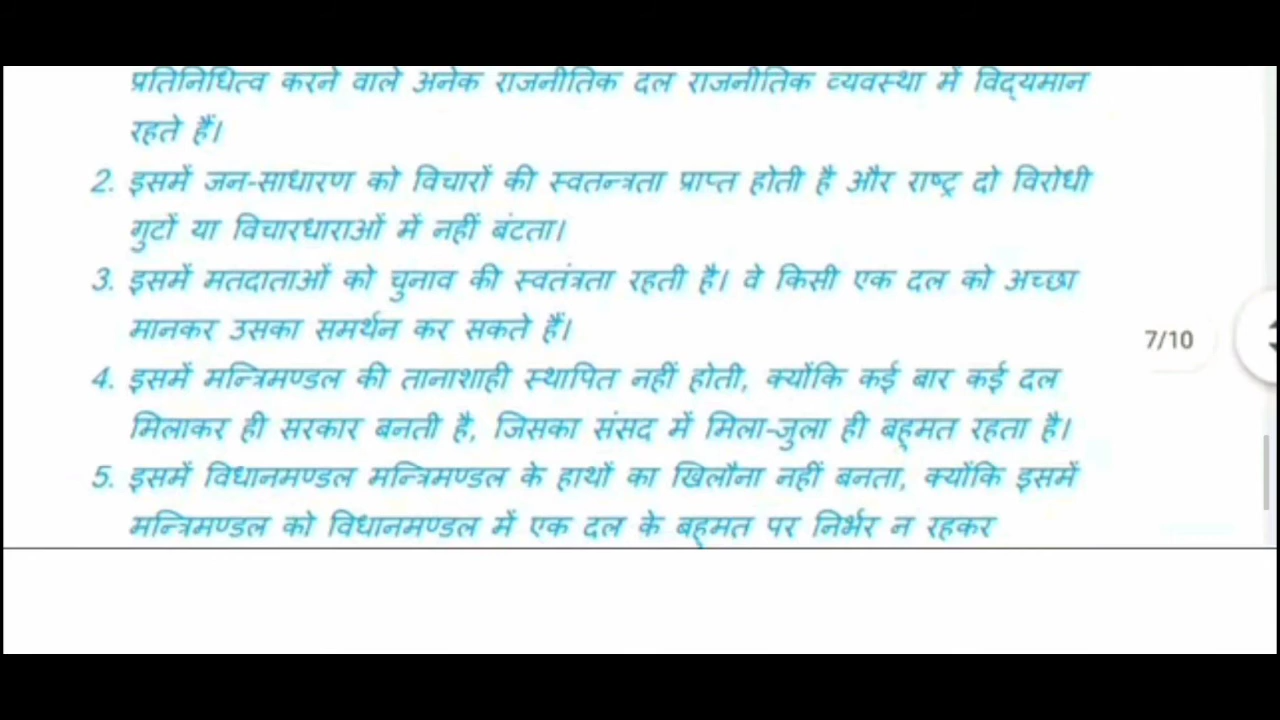 प्रतिनिधित्व करने वाले अनेक राजनीतिक दल राजनीतिक व्यवस्था में विद्यमान
रहते हैं।
2. इसमें जन-साधारण को विचारों की स्वतन्त्रता प्राप्त होती है और राष्ट्र दो विरोधी
गुटों या विचारधाराओं में नहीं बंटता।
3. इसमें मतदाताओं को चुनाव की स्वतंत्रता रहती है। वे किसी एक दल को अच्छा
मानकर उसका समर्थन कर सकते हैं।
7/10
4. इसमें मन्त्रिमण्डल की तानाशाही स्थापित नहीं होती, क्योंकि कई बार कई दल
मिलाकर ही सरकार बनती है, जिसका संसद में मिला-जुला ही बहुमत रहता है।
5. इसमें विधानमण्डल मन्त्रिमण्डल के हाथों का खिलौना नहीं बनता, क्योंकि इसमें
मन्त्रिमण्डल को विधानमण्डल में एक दल के बहुमत पर निर्भर न रहकर